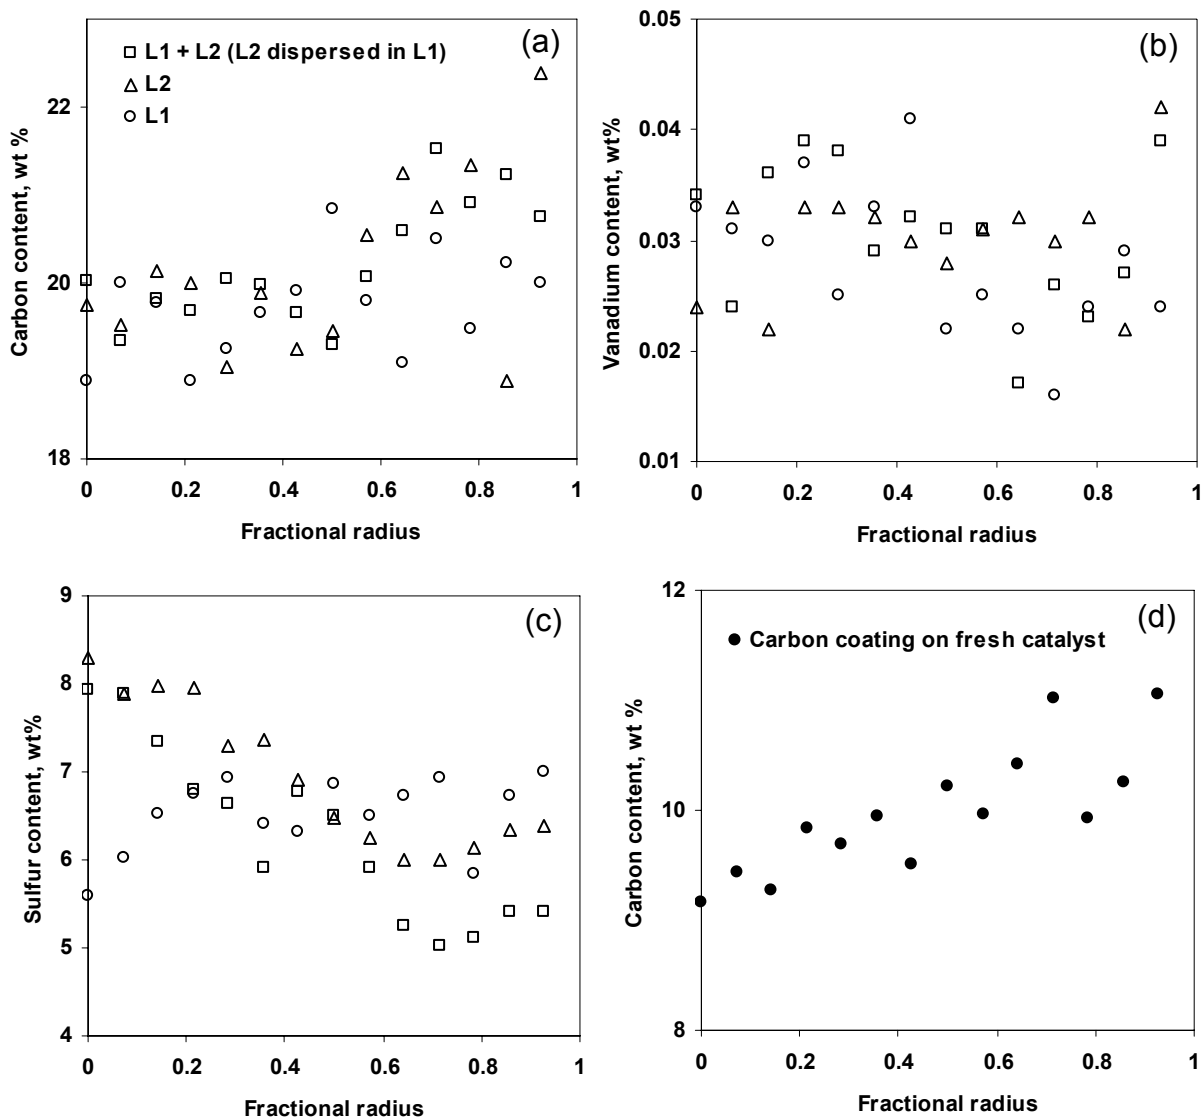 (a)
L1 + L2 (L2 dispersed in L1)
L2
L1
22
20
18
Carbon content, wt %
0 0.2 0.4 0.6 0.8 1
Fractional radius
(b)
0.05
0.04
0.03
0.02
0.01
Vanadium content, wt%
0 0.2 0.4 0.6 0.8 1
Fractional radius
(c)
9
8
7
6
5
4
Sulfur content, wt%
0 0.2 0.4 0.6 0.8 1
Fractional radius
(d)
Carbon coating on fresh catalyst
12
10
8
Carbon content, wt %
0 0.2 0.4 0.6 0.8 1
Fractional radius